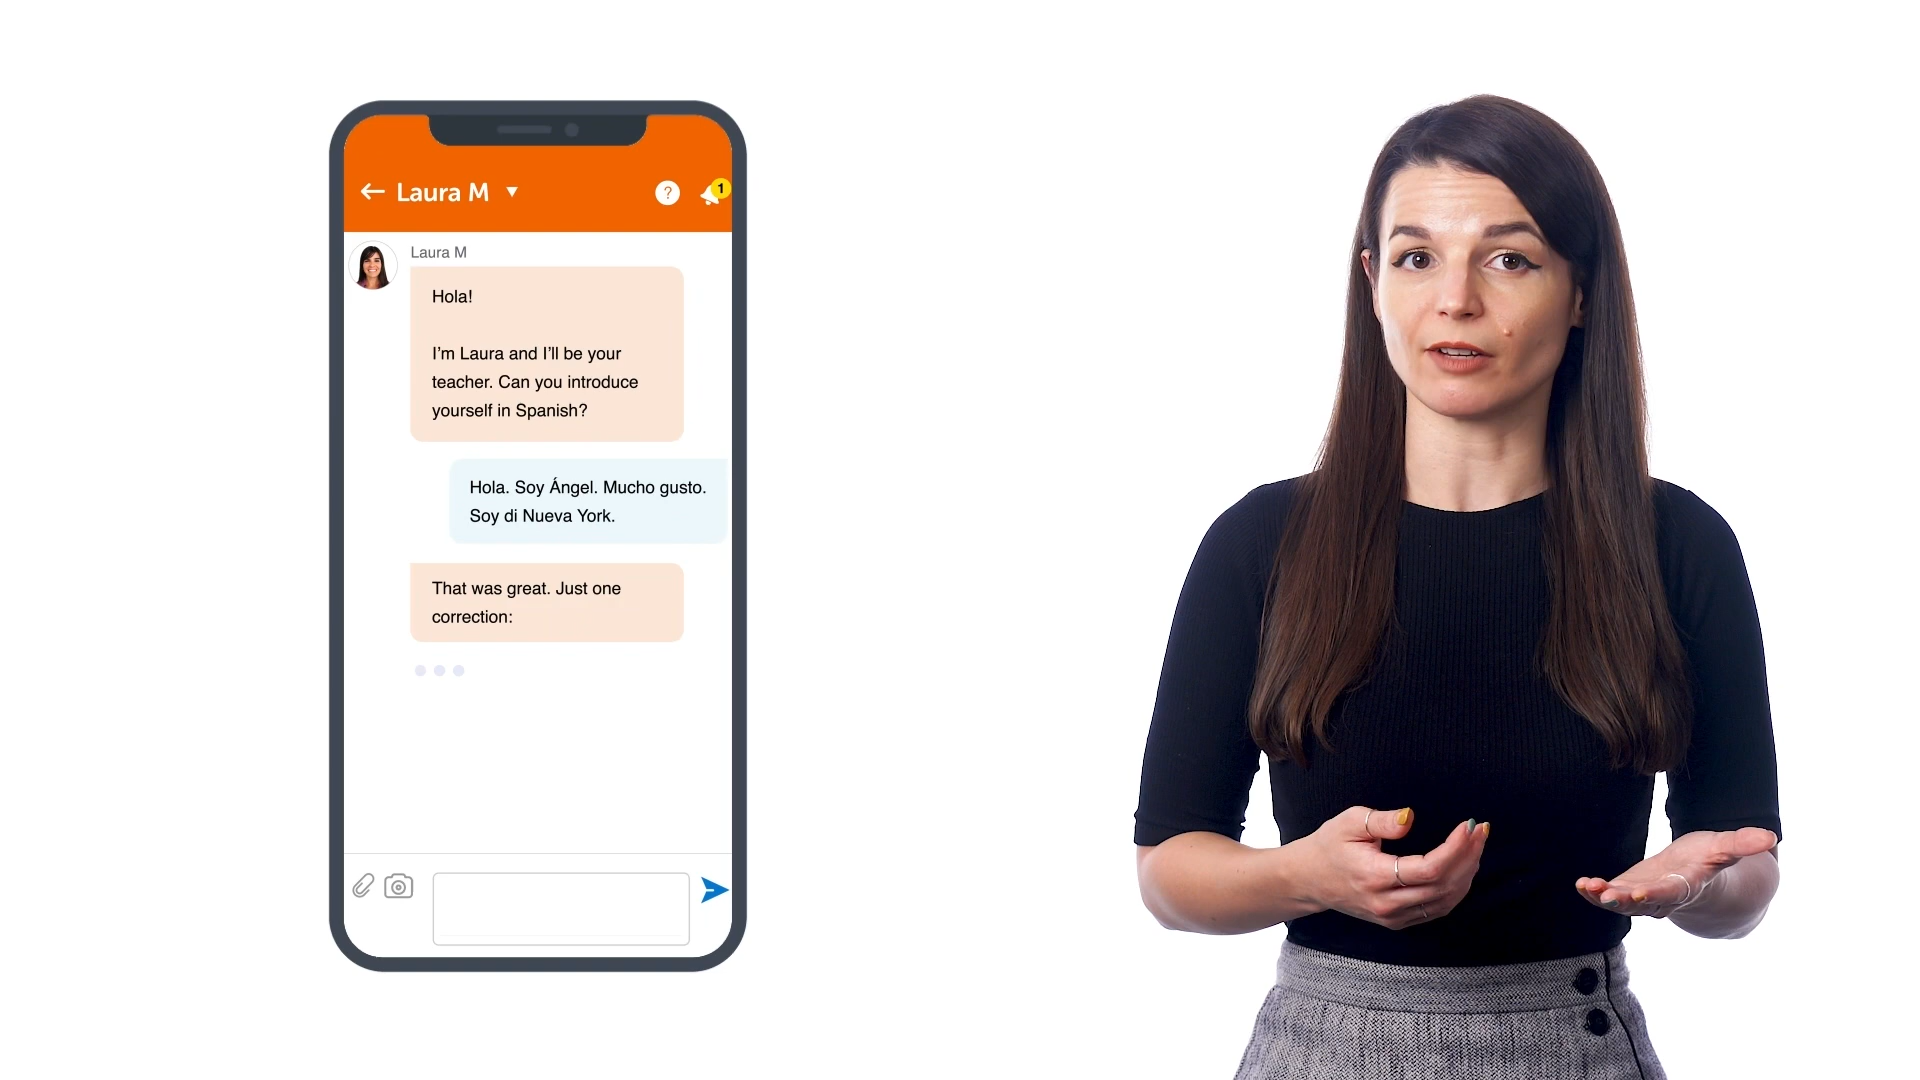 Laura M
?
1
Laura M
Hola!
I’m Laura and I’ll be your
teacher. Can you introduce
yourself in Spanish?
Hola. Soy Ángel. Mucho gusto.
Soy di Nueva York.
That was great. Just one
correction: